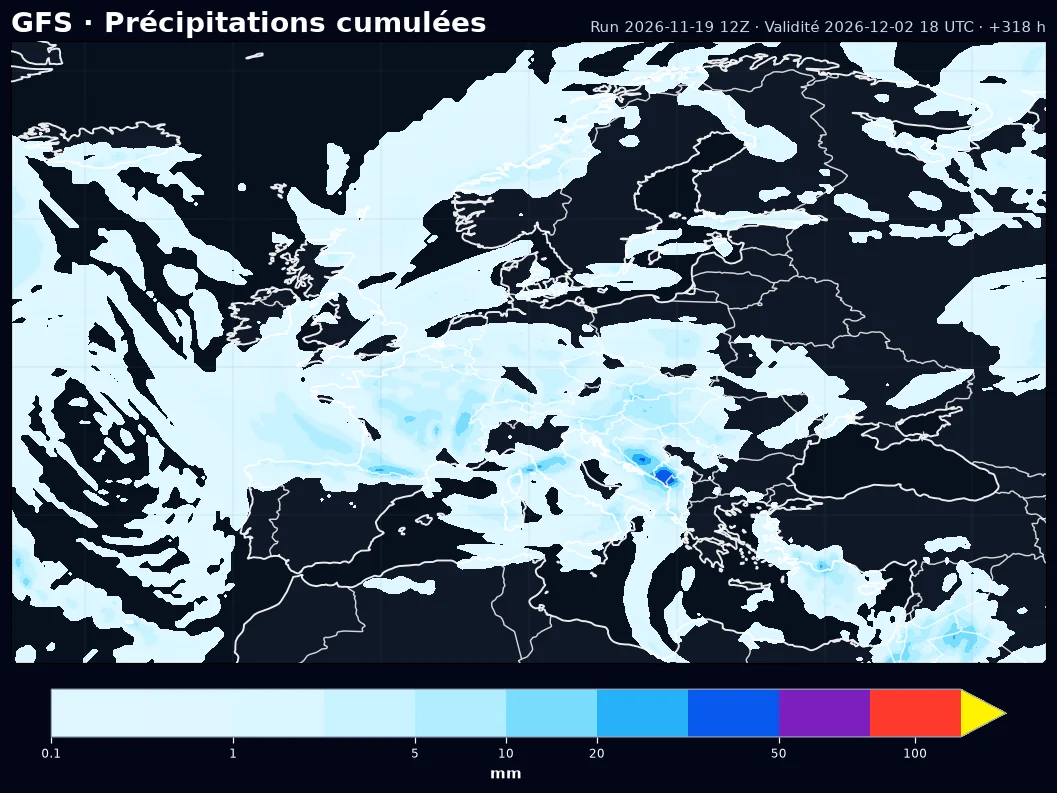 GFS · Précipitations cumulées
Run 2026-11-19 12Z · Validité 2026-12-02 18 UTC · +318 h
0.1 1 5 10 20 50 100
mm